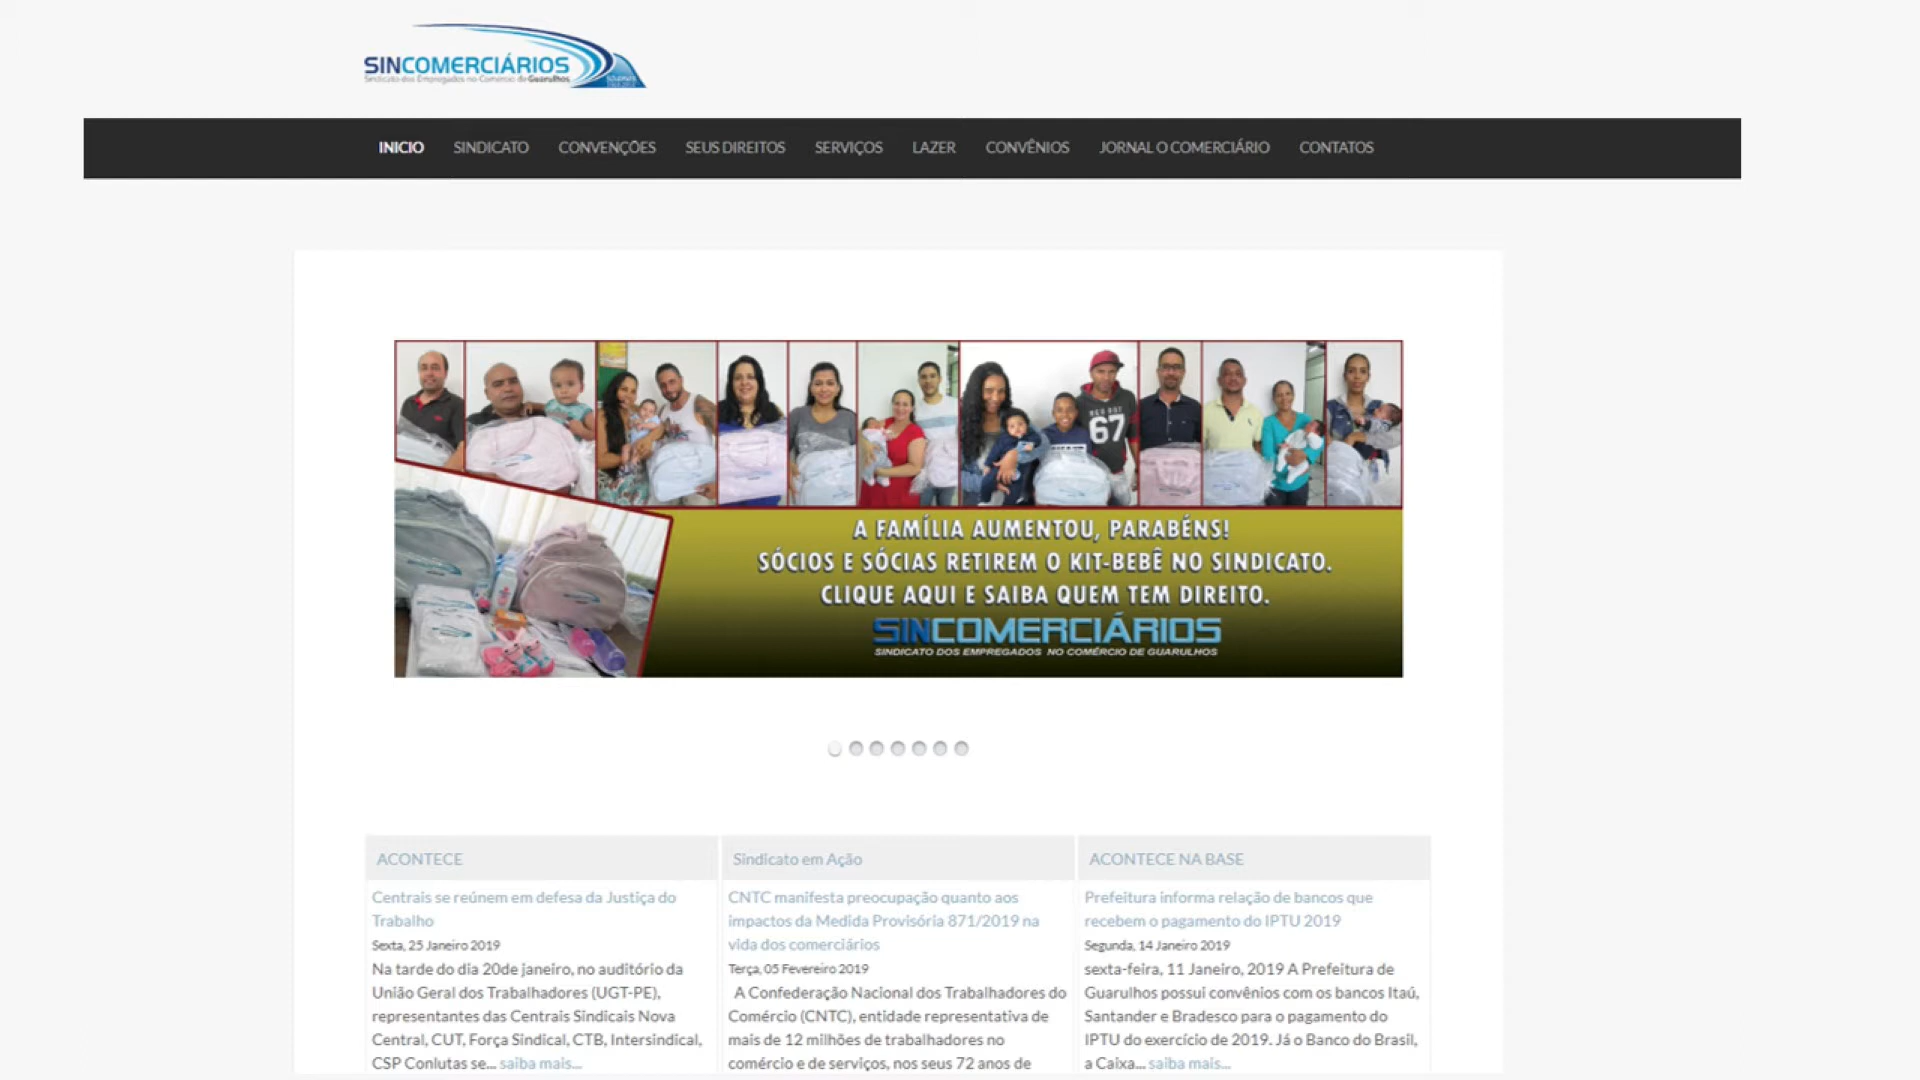 SINCOMERCIÁRIOS
Sindicato dos Empregados no Comércio de Guarulhos
INICIO SINDICATO CONVENÇÕES SEUS DIREITOS SERVIÇOS LAZER CONVÊNIOS JORNAL O COMERCIÁRIO CONTATOS
67
A FAMÍLIA AUMENTOU, PARABÉNS!
SÓCIOS E SÓCIAS RETIREM O KIT-BEBÊ NO SINDICATO.
CLIQUE AQUI E SAIBA QUEM TEM DIREITO.
SINCOMERCIÁRIOS
SINDICATO DOS EMPREGADOS NO COMÉRCIO DE GUARULHOS
ACONTECE
Centrais se reúnem em defesa da Justiça do
Trabalho
Sexta, 25 Janeiro 2019
Na tarde do dia 20de janeiro, no auditório da
União Geral dos Trabalhadores (UGT-PE),
representantes das Centrais Sindicais Nova
Central, CUT, Força Sindical, CTB, Intersindical,
CSP Conlutas se... saiba mais...
Sindicato em Ação
CNTC manifesta preocupação quanto aos
impactos da Medida Provisória 871/2019 na
vida dos comerciários
Terça, 05 Fevereiro 2019
A Confederação Nacional dos Trabalhadores do
Comércio (CNTC), entidade representativa de
mais de 12 milhões de trabalhadores no
comércio e de serviços, nos seus 72 anos de
ACONTECE NA BASE
Prefeitura informa relação de bancos que
recebem o pagamento do IPTU 2019
Segunda, 14 Janeiro 2019
sexta-feira, 11 Janeiro, 2019 A Prefeitura de
Guarulhos possui convênios com os bancos Itaú,
Santander e Bradesco para o pagamento do
IPTU do exercício de 2019. Já o Banco do Brasil,
a Caixa... saiba mais...